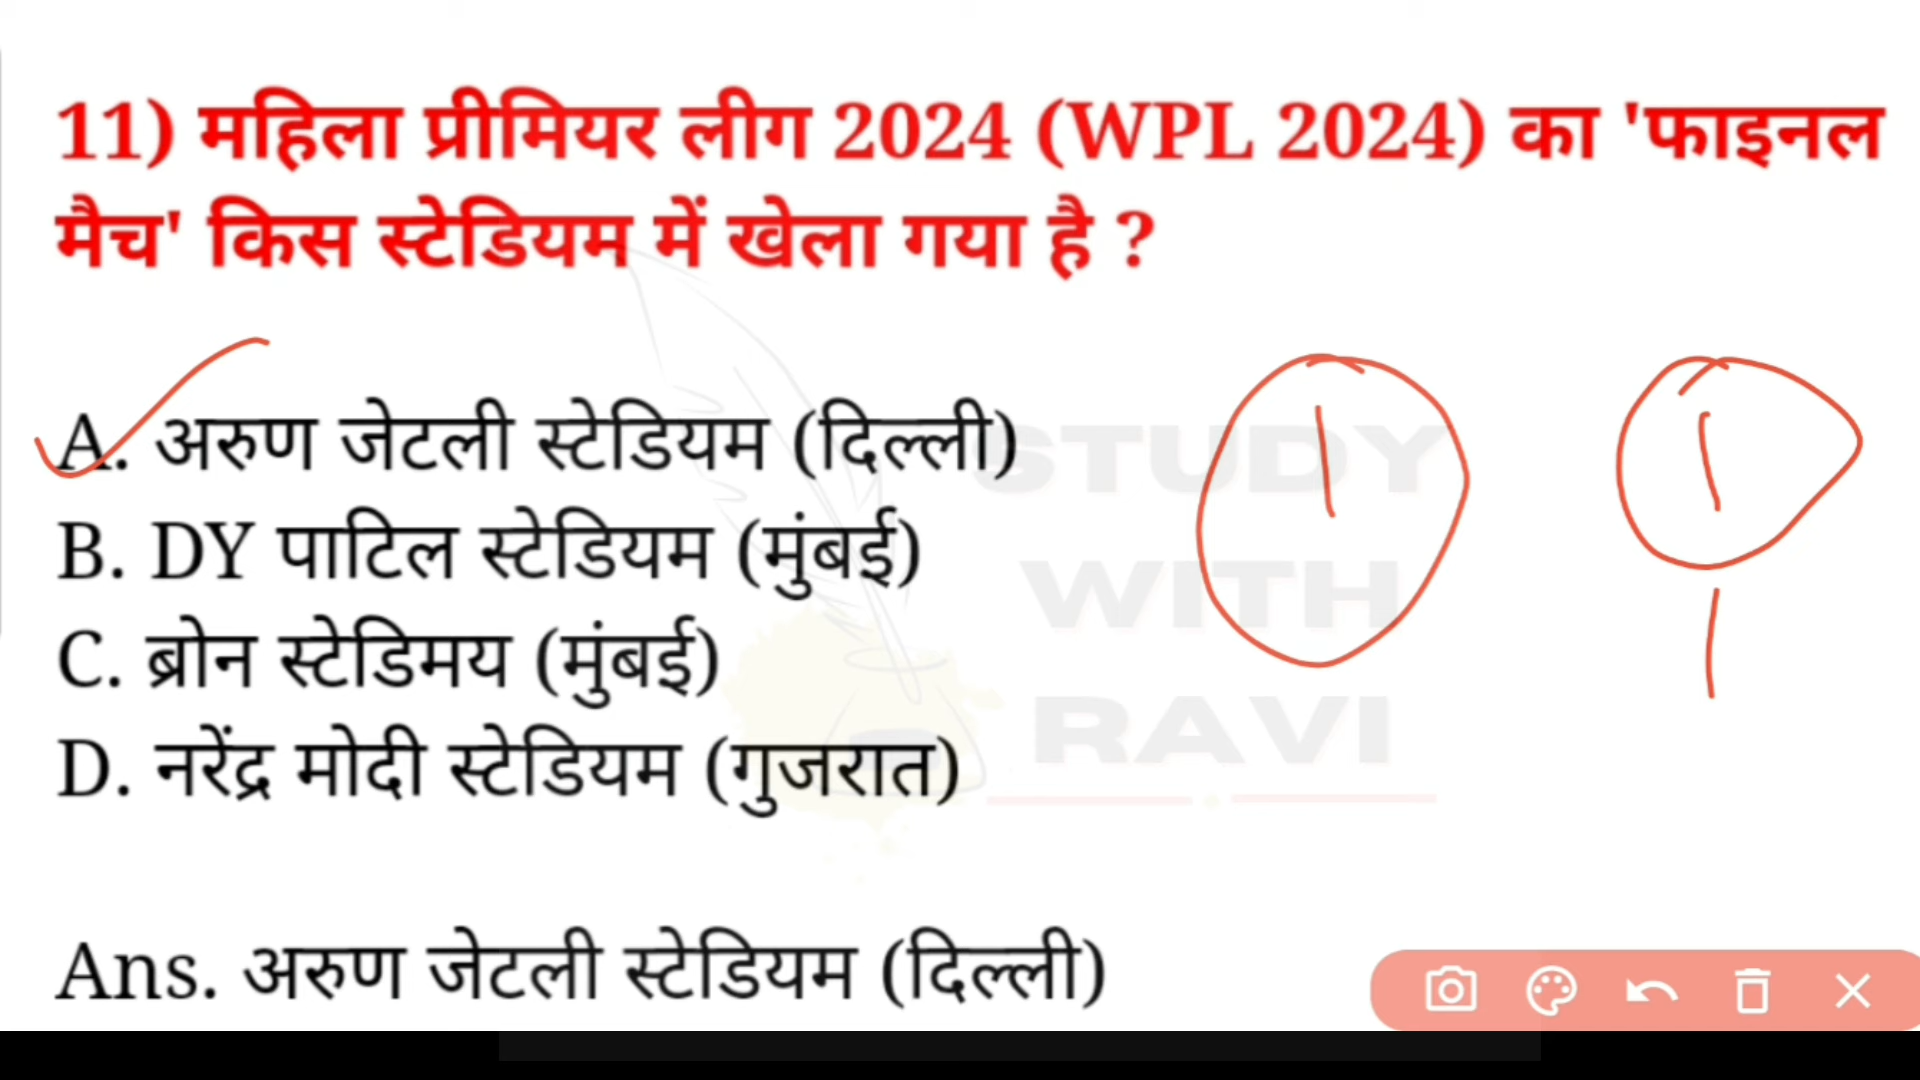 11) महिला प्रीमियर लीग 2024 (WPL 2024) का 'फाइनल
मैच' किस स्टेडियम में खेला गया है ?
A. अरुण जेटली स्टेडियम (दिल्ली)
B. DY पाटिल स्टेडियम (मुंबई)
C. ब्रोन स्टेडिमय (मुंबई)
D. नरेंद्र मोदी स्टेडियम (गुजरात)
STUDY
WITH
RAVI
Ans. अरुण जेटली स्टेडियम (दिल्ली)